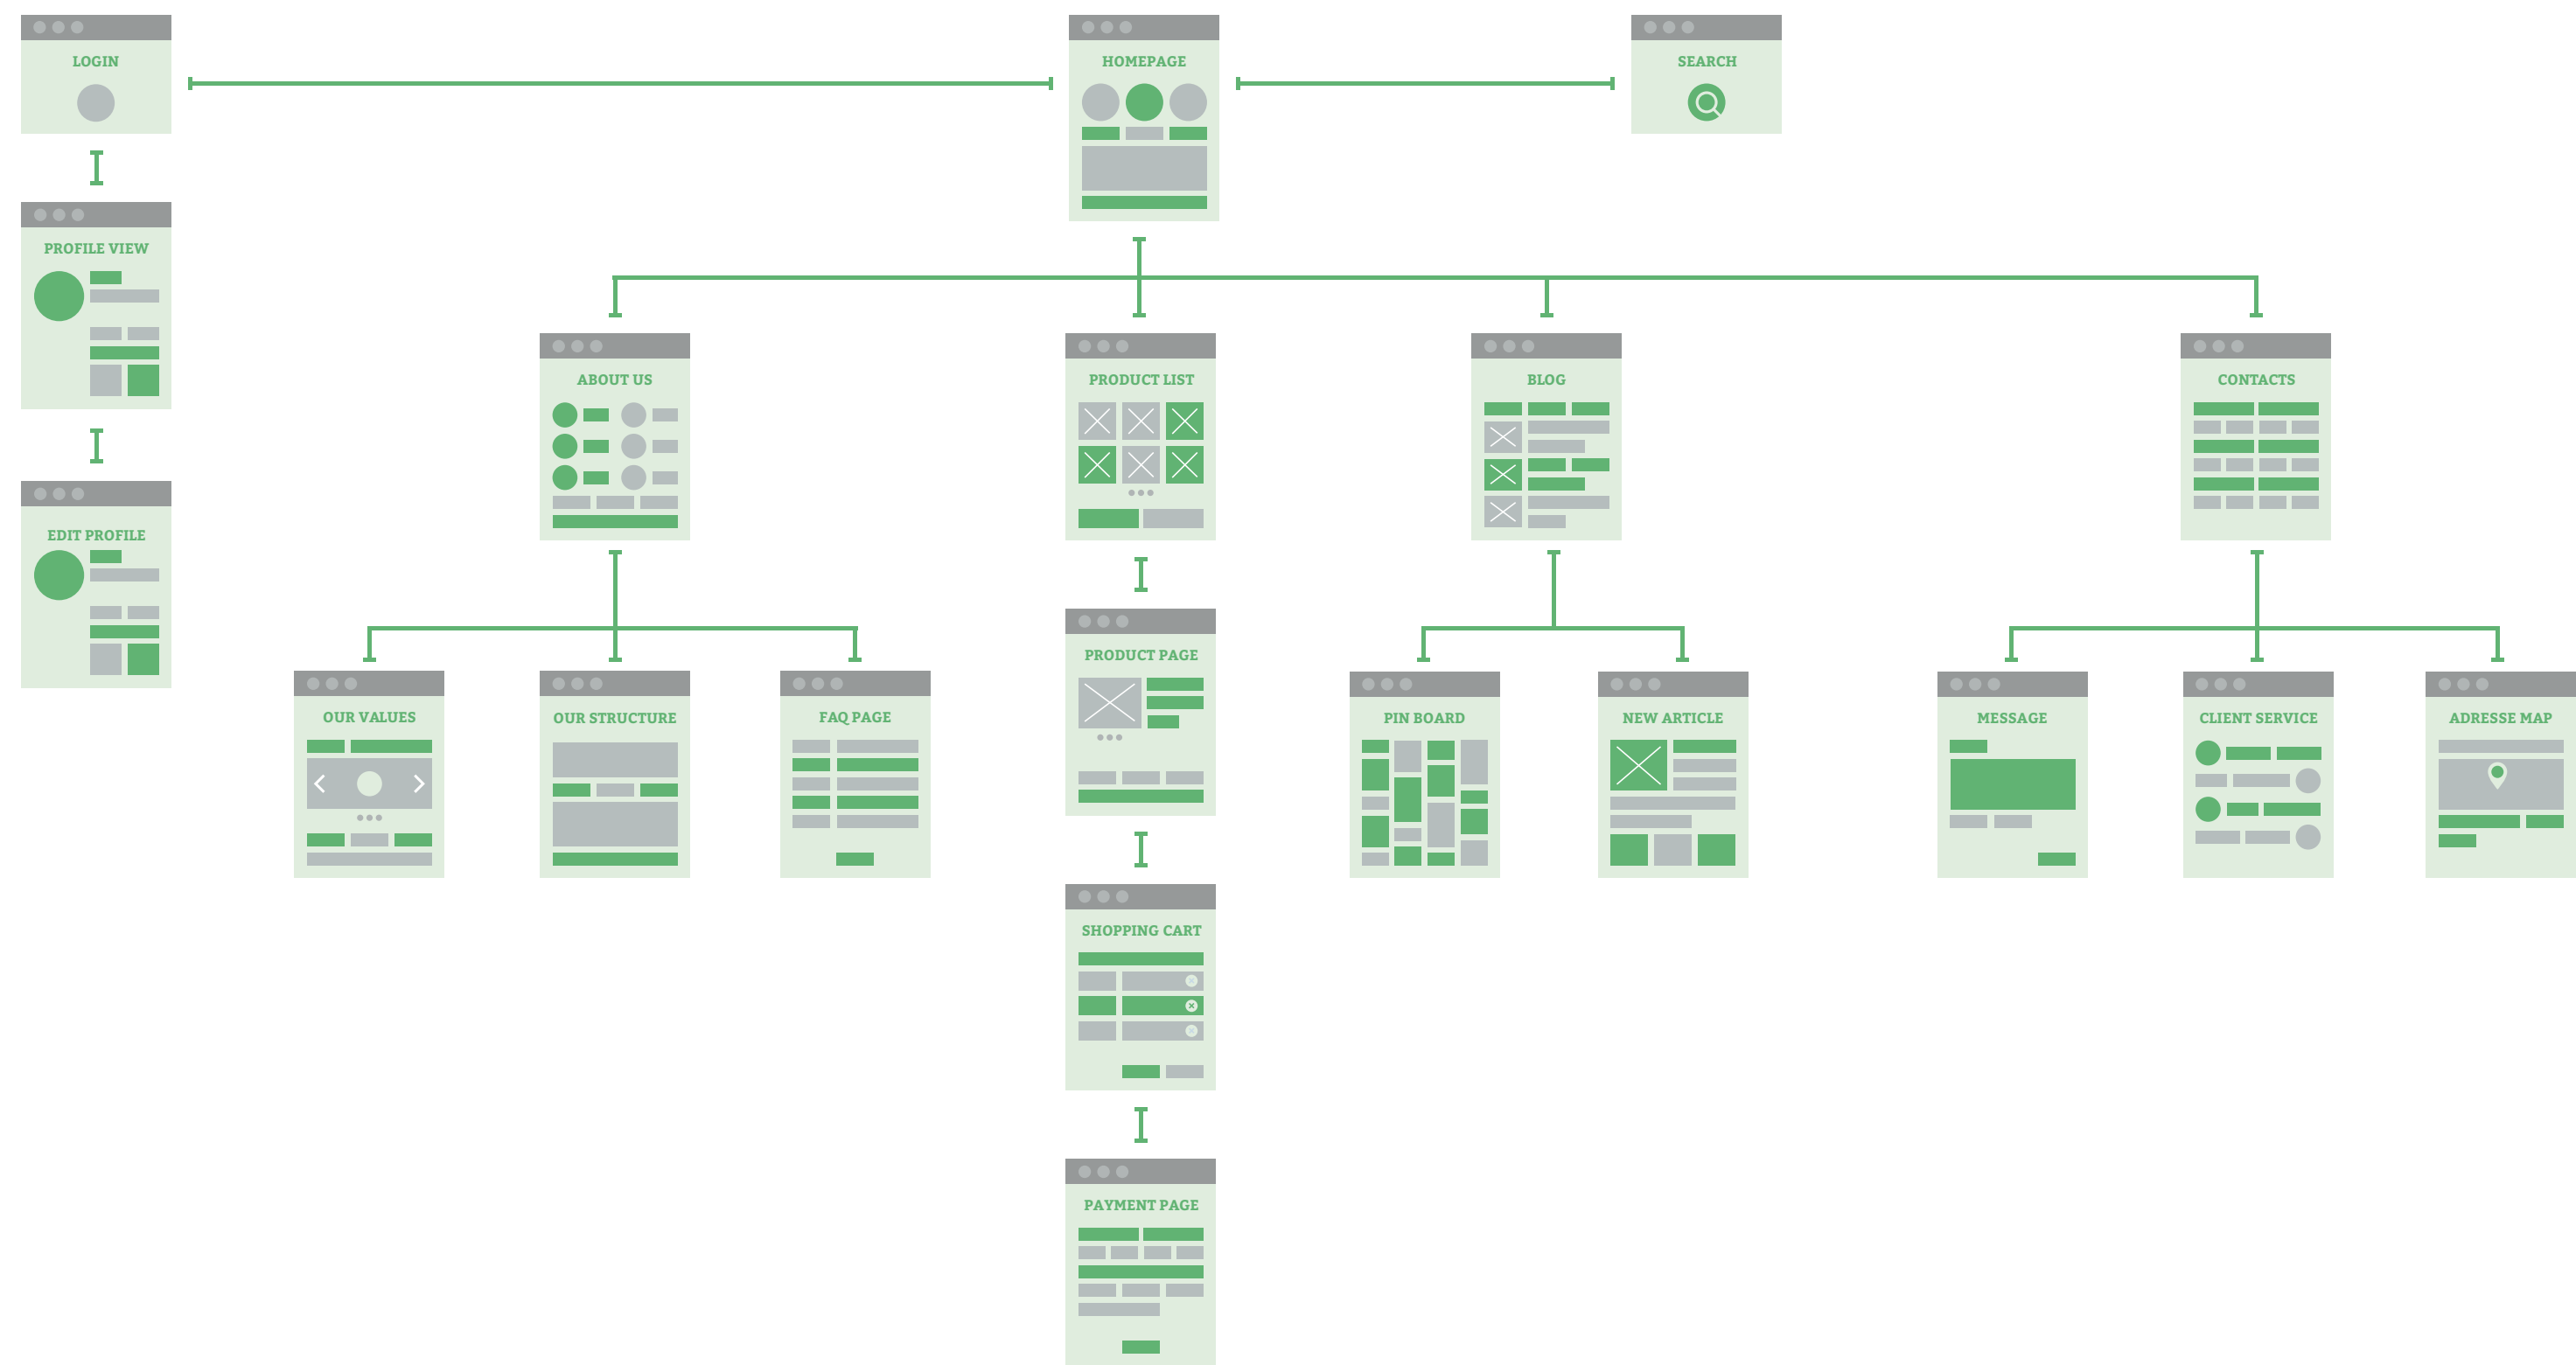 LOGIN
HOMEPAGE
SEARCH
PROFILE VIEW
ABOUT US
PRODUCT LIST
BLOG
CONTACTS
EDIT PROFILE
PRODUCT PAGE
OUR VALUES
OUR STRUCTURE
FAQ PAGE
PIN BOARD
NEW ARTICLE
MESSAGE
CLIENT SERVICE
ADRESSE MAP
SHOPPING CART
PAYMENT PAGE